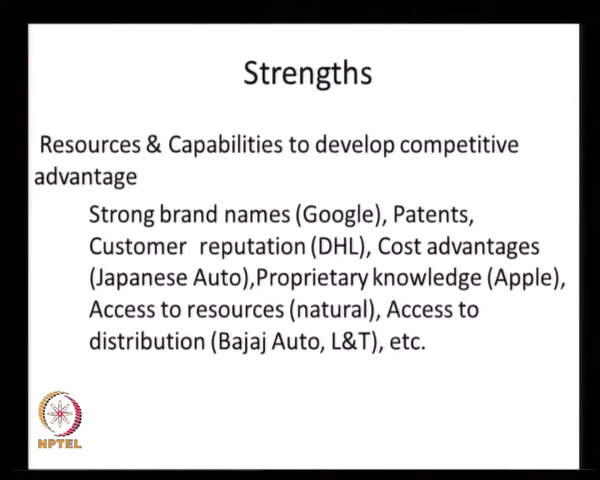 Strengths
Resources & Capabilities to develop competitive
advantage
Strong brand names (Google), Patents,
Customer reputation (DHL), Cost advantages
(Japanese Auto),Proprietary knowledge (Apple),
Access to resources (natural), Access to
distribution (Bajaj Auto, L&T), etc.
NPTEL